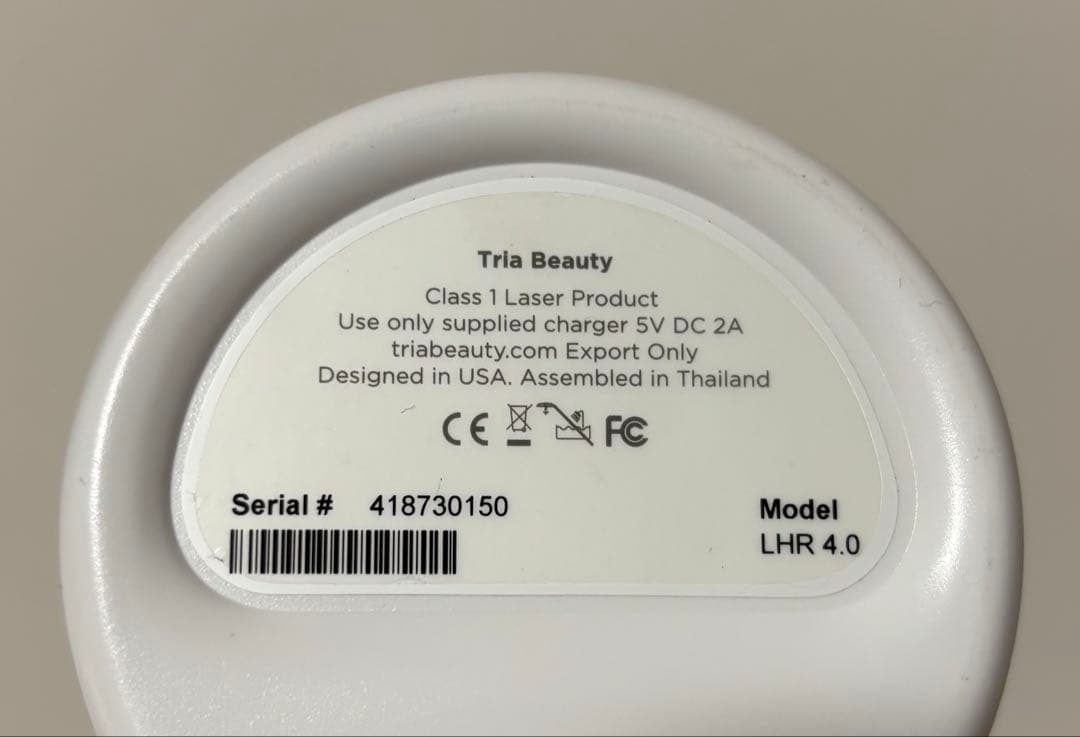 Tria Beauty
Class 1 Laser Product
Use only supplied charger 5V DC 2A
triabeauty.com Export Only
Designed in USA. Assembled in Thailand
CE FC
Serial # 418730150
Model
LHR 4.0